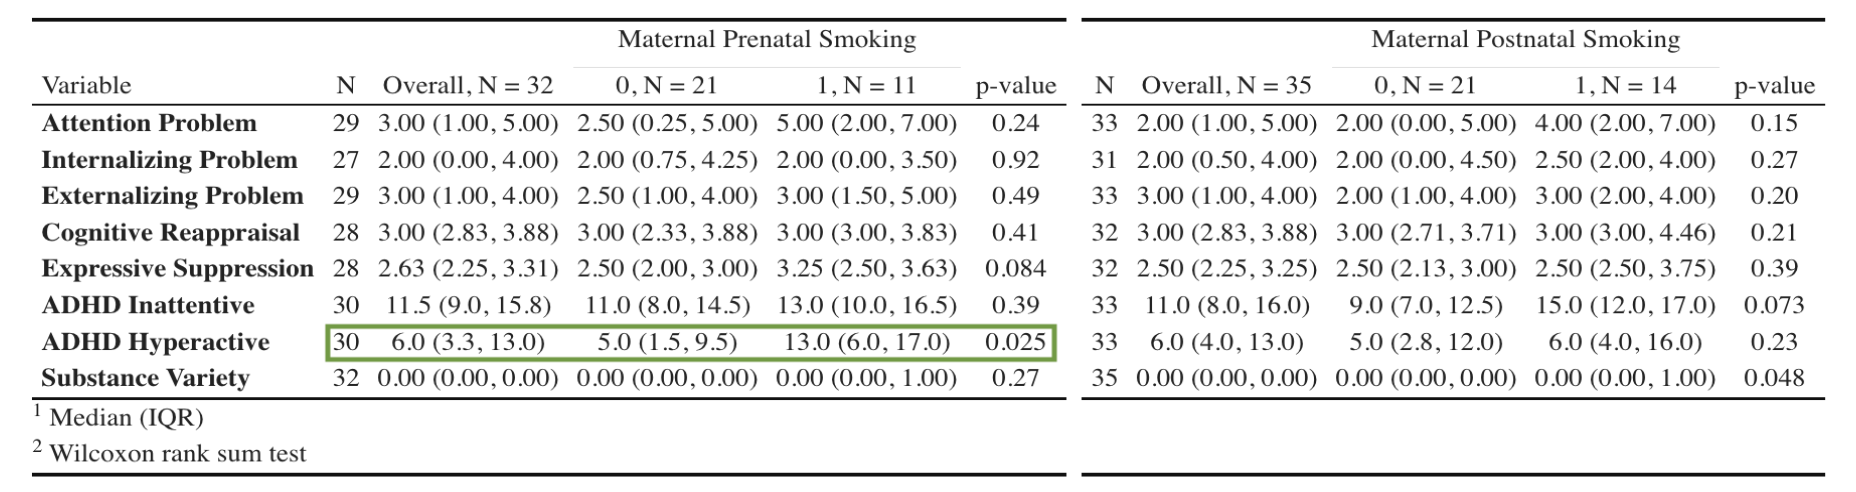 Maternal Prenatal Smoking Maternal Postnatal Smoking
Variable N Overall, N = 32 0, N = 21 1, N = 11 p-value N Overall, N = 35 0, N = 21 1, N = 14 p-value
Attention Problem 29 3.00 (1.00, 5.00) 2.50 (0.25, 5.00) 5.00 (2.00, 7.00) 0.24 33 2.00 (1.00, 5.00) 2.00 (0.00, 5.00) 4.00 (2.00, 7.00) 0.15
Internalizing Problem 27 2.00 (0.00, 4.00) 2.00 (0.75, 4.25) 2.00 (0.00, 3.50) 0.92 31 2.00 (0.50, 4.00) 2.00 (0.00, 4.50) 2.50 (2.00, 4.00) 0.27
Externalizing Problem 29 3.00 (1.00, 4.00) 2.50 (1.00, 4.00) 3.00 (1.50, 5.00) 0.49 33 3.00 (1.00, 4.00) 2.00 (1.00, 4.00) 3.00 (2.00, 4.00) 0.20
Cognitive Reappraisal 28 3.00 (2.83, 3.88) 3.00 (2.33, 3.88) 3.00 (3.00, 3.83) 0.41 32 3.00 (2.83, 3.88) 3.00 (2.71, 3.71) 3.00 (3.00, 4.46) 0.21
Expressive Suppression 28 2.63 (2.25, 3.31) 2.50 (2.00, 3.00) 3.25 (2.50, 3.63) 0.084 32 2.50 (2.25, 3.25) 2.50 (2.13, 3.00) 2.50 (2.50, 3.75) 0.39
ADHD Inattentive 30 11.5 (9.0, 15.8) 11.0 (8.0, 14.5) 13.0 (10.0, 16.5) 0.39 33 11.0 (8.0, 16.0) 9.0 (7.0, 12.5) 15.0 (12.0, 17.0) 0.073
ADHD Hyperactive 30 6.0 (3.3, 13.0) 5.0 (1.5, 9.5) 13.0 (6.0, 17.0) 0.025 33 6.0 (4.0, 13.0) 5.0 (2.8, 12.0) 6.0 (4.0, 16.0) 0.23
Substance Variety 32 0.00 (0.00, 0.00) 0.00 (0.00, 0.00) 0.00 (0.00, 1.00) 0.27 35 0.00 (0.00, 0.00) 0.00 (0.00, 0.00) 0.00 (0.00, 1.00) 0.048
1 Median (IQR)
2 Wilcoxon rank sum test